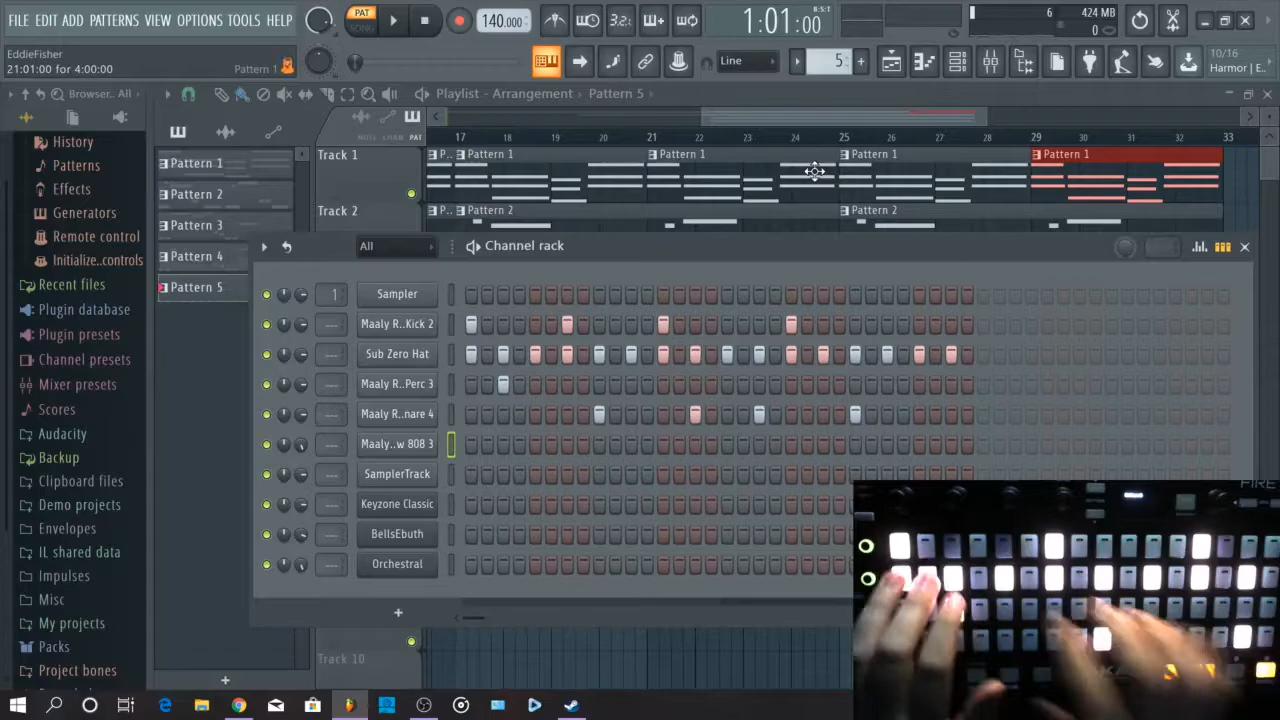 FILE EDIT ADD PATTERNS VIEW OPTIONS TOOLS HELP
PAT
SONG
140.000
3.2:
1:01:00
B:S:T
6
424 MB
0
EddieFisher
21:01:00 for 4:00:00
Pattern 1
Line
5
10/16
Harmor | E..
Browser.. All
Playlist - Arrangement › Pattern 5 ›
NOTE CHAN PAT
17 18 19 20 21 22 23 24 25 26 27 28 29 30 31 32 33
History
Patterns
Effects
Generators
Remote control
Initialize..controls
Recent files
Plugin database
Plugin presets
Channel presets
Mixer presets
Scores
Audacity
Backup
Clipboard files
Demo projects
Envelopes
IL shared data
Impulses
Misc
My projects
Packs
Project bones
Pattern 1
Pattern 2
Pattern 3
Pattern 4
Pattern 5
Track 1
P.. Pattern 1 Pattern 1 Pattern 1 Pattern 1
Track 2
P.. Pattern 2 Pattern 2
All
Channel rack
1 Sampler
--- Maaly R..Kick 2
--- Sub Zero Hat
--- Maaly R..Perc 3
--- Maaly R..nare 4
--- Maaly..w 808 3
--- SamplerTrack
--- Keyzone Classic
--- BellsEbuth
--- Orchestral
Track 10
FIRE